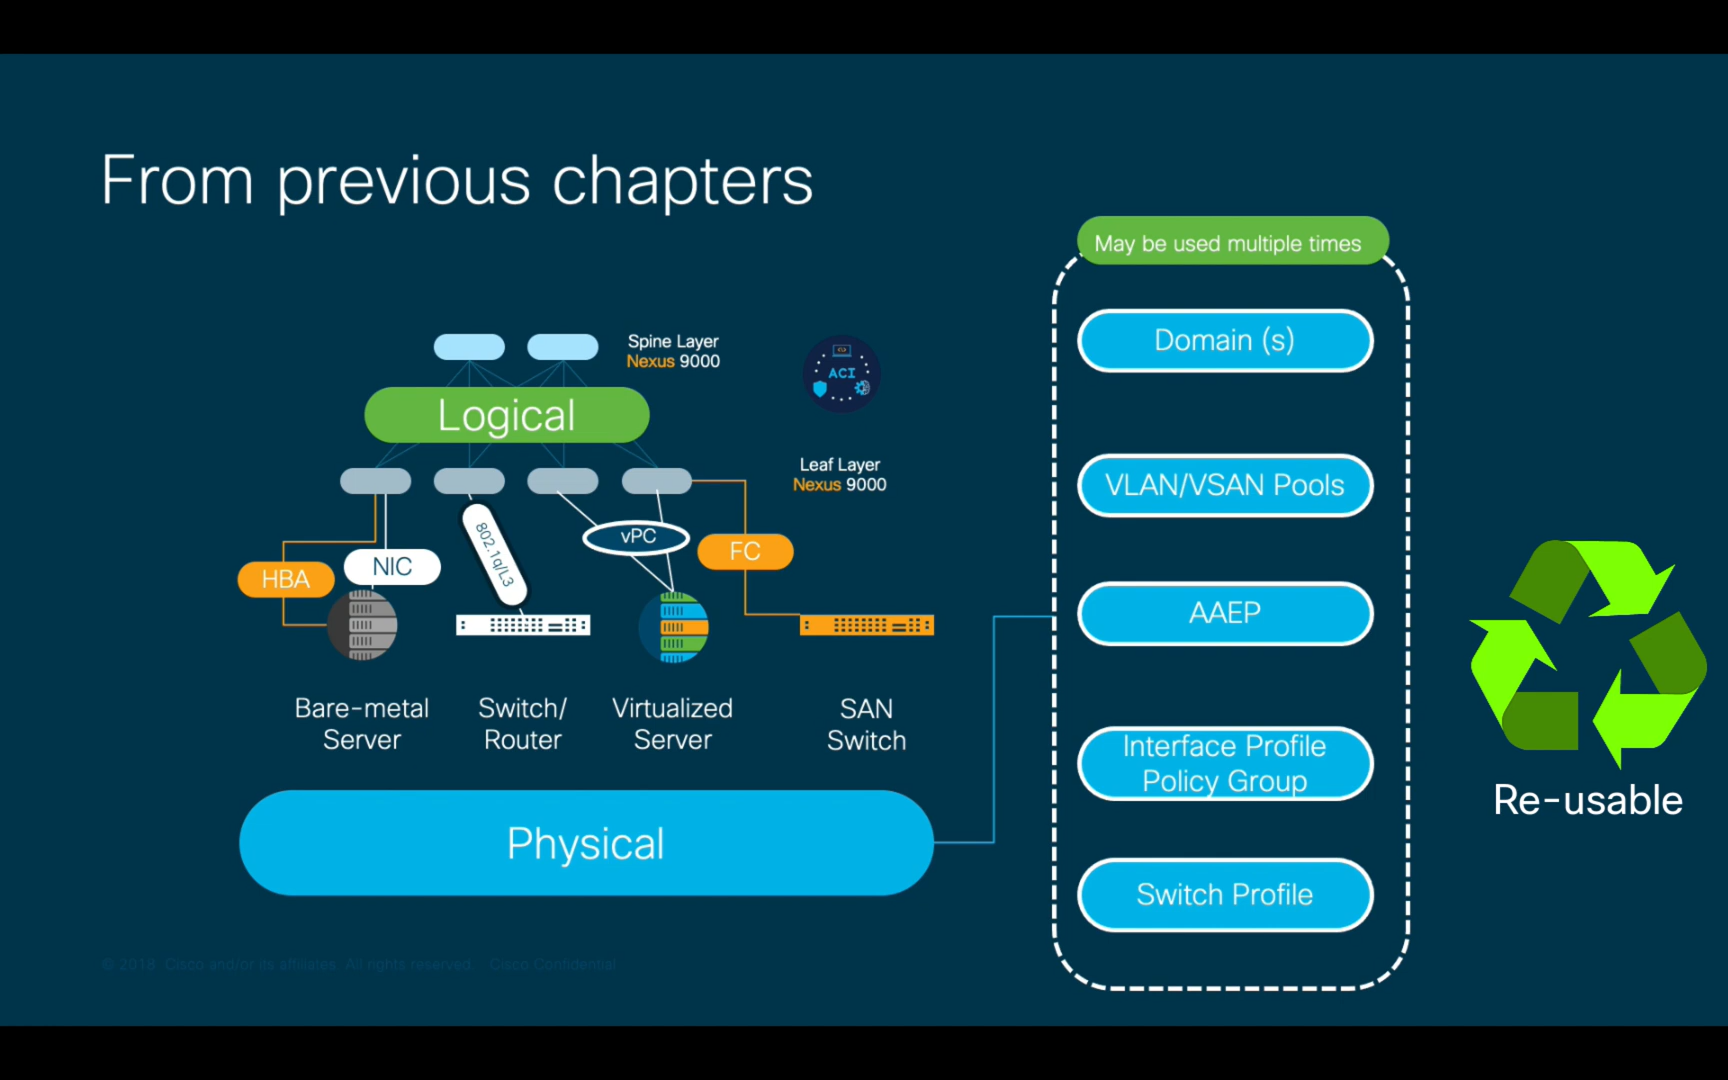 From previous chapters
May be used multiple times
Spine Layer
Nexus 9000
ACI
Logical
Leaf Layer
Nexus 9000
HBA
NIC
802.1q/L3
vPC
FC
Bare-metal
Server
Switch/
Router
Virtualized
Server
SAN
Switch
Physical
Domain (s)
VLAN/VSAN Pools
AAEP
Interface Profile
Policy Group
Switch Profile
Re-usable
© 2018 Cisco and/or its affiliates. All rights reserved. Cisco Confidential